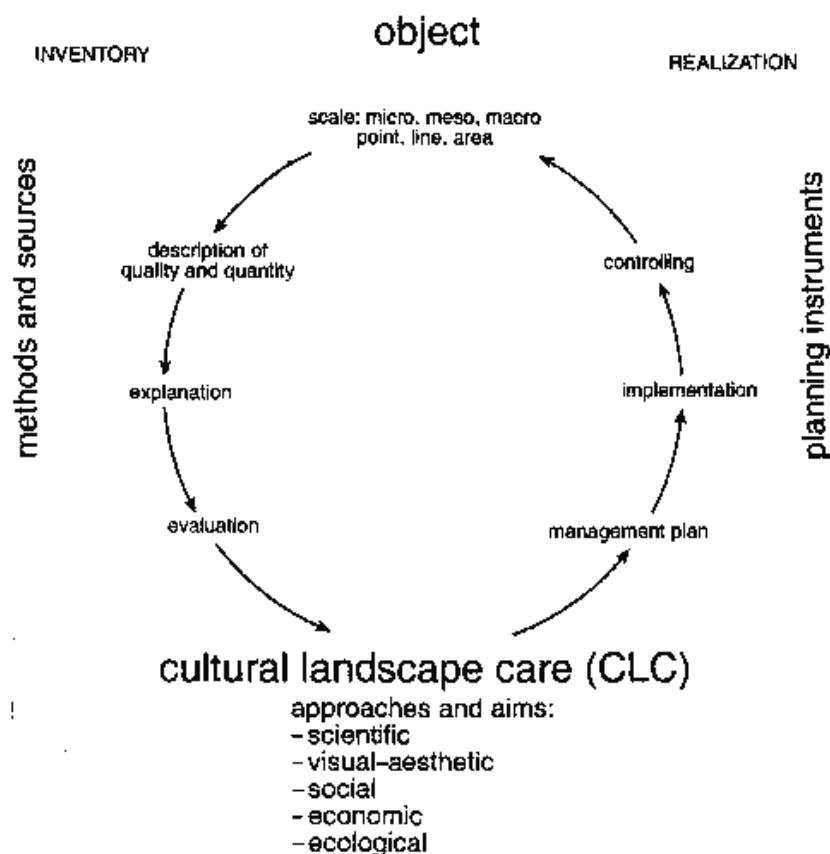 object
INVENTORY
REALIZATION
scale: micro, meso, macro
point, line, area
methods and sources
planning instruments
description of
quality and quantity
controlling
explanation
implementation
evaluation
management plan
cultural landscape care (CLC)
approaches and aims:
-scientific
-visual-aesthetic
-social
-economic
-ecological